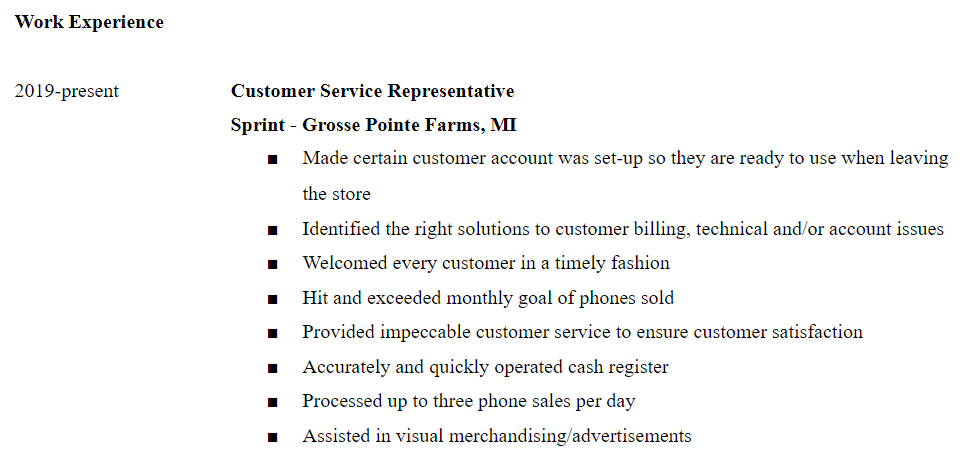 Work Experience
2019-present
Customer Service Representative
Sprint - Grosse Pointe Farms, MI
■ Made certain customer account was set-up so they are ready to use when leaving
the store
■ Identified the right solutions to customer billing, technical and/or account issues
■ Welcomed every customer in a timely fashion
■ Hit and exceeded monthly goal of phones sold
■ Provided impeccable customer service to ensure customer satisfaction
■ Accurately and quickly operated cash register
■ Processed up to three phone sales per day
■ Assisted in visual merchandising/advertisements